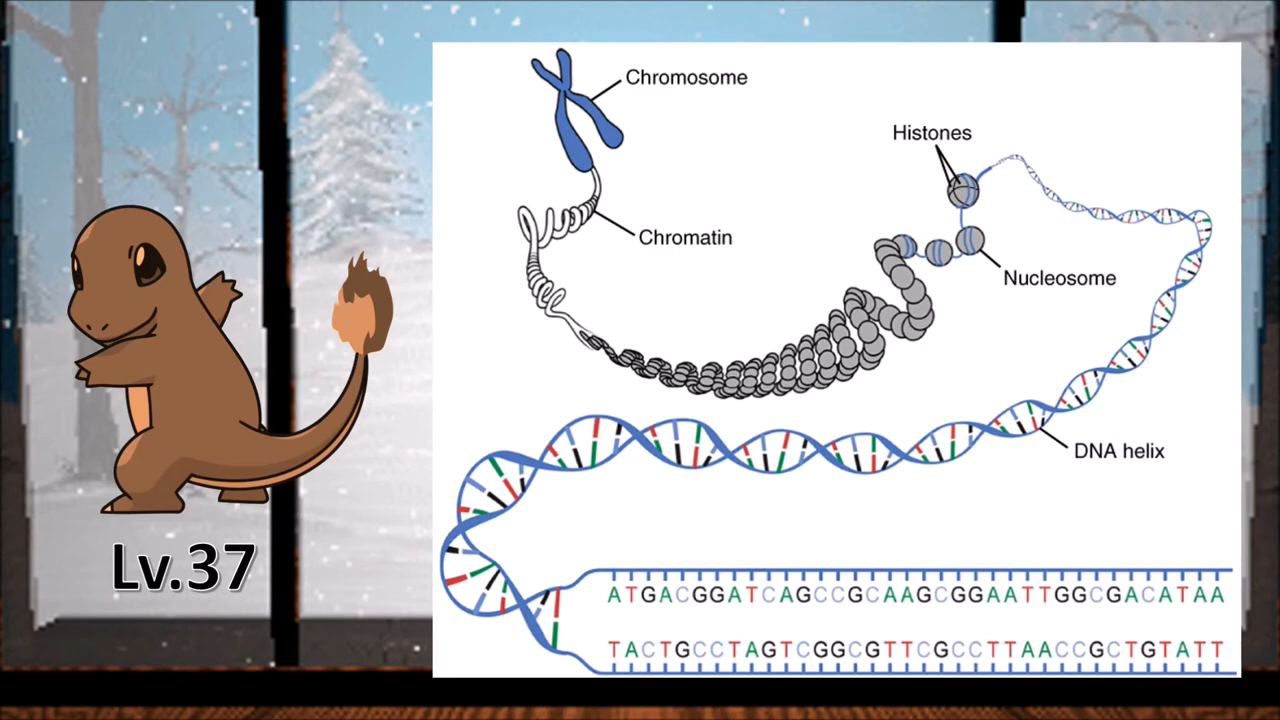 Chromosome
Histones
Chromatin
Nucleosome
DNA helix
Lv.37
ATGACGGATCAGCCGCAAGCGGAATTGGCGACATAA
TACTGCCTAGTCGGCGTTCGCCTTAACCGCTGTATT